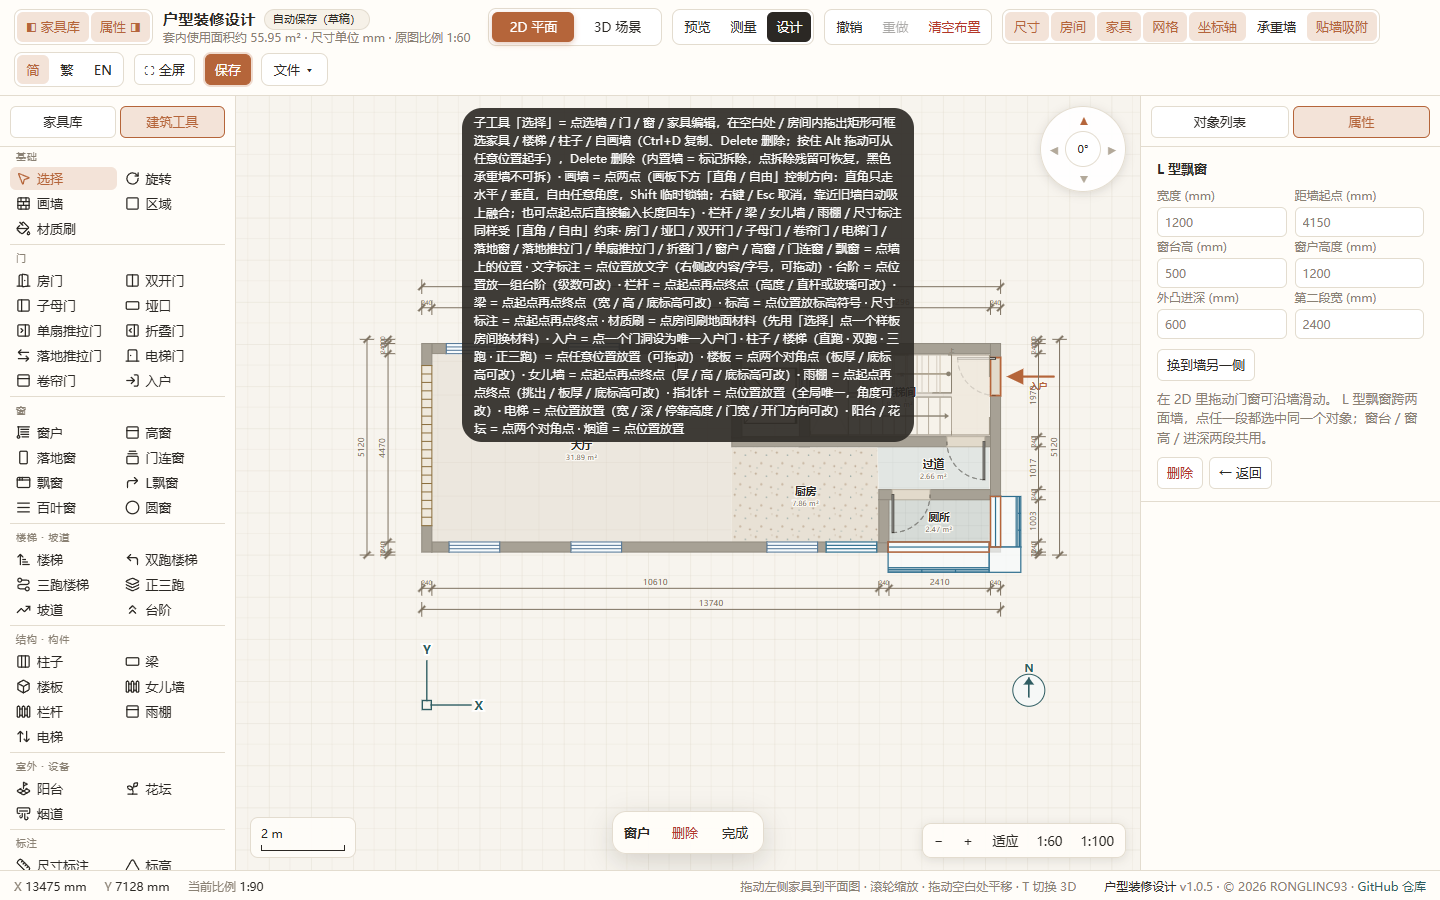 家具库
属性
户型装修设计
自动保存（草稿）
套内使用面积约 55.95 m² · 尺寸单位 mm · 原图比例 1:60
2D 平面
3D 场景
预览
测量
设计
撤销
重做
清空布置
尺寸
房间
家具
网格
坐标轴
承重墙
贴墙吸附
简
繁
EN
全屏
保存
文件
家具库
建筑工具
基础
选择
旋转
画墙
区域
材质刷
门
房门
双开门
子母门
垭口
单扇推拉门
折叠门
落地推拉门
电梯门
卷帘门
入户
窗
窗户
高窗
落地窗
门连窗
飘窗
L飘窗
百叶窗
圆窗
楼梯 · 坡道
楼梯
双跑楼梯
三跑楼梯
正三跑
坡道
台阶
结构 · 构件
柱子
梁
楼板
女儿墙
栏杆
雨棚
电梯
室外 · 设备
阳台
花坛
烟道
标注
尺寸标注
标高
子工具「选择」= 点选墙 / 门 / 窗 / 家具编辑，在空白处 / 房间内拖出矩形可框
选家具 / 楼梯 / 柱子 / 自画墙（Ctrl+D 复制、Delete 删除；按住 Alt 拖动可从
任意位置起手），Delete 删除（内置墙 = 标记拆除，点拆除残留可恢复，黑色
承重墙不可拆）· 画墙 = 点两点（画板下方「直角 / 自由」控制方向：直角只走
水平 / 垂直，自由任意角度，Shift 临时锁轴；右键 / Esc 取消，靠近旧墙自动吸
上融合；也可点起点后直接输入长度回车）· 栏杆 / 梁 / 女儿墙 / 雨棚 / 尺寸标注
同样受「直角 / 自由」约束· 房门 / 垭口 / 双开门 / 子母门 / 卷帘门 / 电梯门 /
落地窗 / 落地推拉门 / 单扇推拉门 / 折叠门 / 窗户 / 高窗 / 门连窗 / 飘窗 = 点墙
上的位置 · 文字标注 = 点位置放文字（右侧改内容/字号，可拖动）· 台阶 = 点位
置放一组台阶（级数可改）· 栏杆 = 点起点再点终点（高度 / 直杆或玻璃可改）·
梁 = 点起点再点终点（宽 / 高 / 底标高可改）· 标高 = 点位置放标高符号 · 尺寸
标注 = 点起点再点终点 · 材质刷 = 点房间刷地面材料（先用「选择」点一个样板
房间换材料）· 入户 = 点一个门洞设为唯一入户门 · 柱子 / 楼梯（直跑 · 双跑 · 三
跑 · 正三跑）= 点任意位置放置（可拖动）· 楼板 = 点两个对角点（板厚 / 底标
高可改）· 女儿墙 = 点起点再点终点（厚 / 高 / 底标高可改）· 雨棚 = 点起点再
点终点（挑出 / 板厚 / 底标高可改）· 指北针 = 点位置放置（全局唯一，角度可
改）· 电梯 = 点位置放置（宽 / 深 / 停靠高度 / 门宽 / 开门方向可改）· 阳台 / 花
坛 = 点两个对角点 · 烟道 = 点位置放置
0°
大厅
31.89 m²
厨房
7.86 m²
过道
2.66 m²
厕所
2.47 m²
5120
4470
1978
1017
1003
5120
240
10610
240
2410
240
13740
Y
X
N
2 m
窗户
删除
完成
−
+
适应
1:60
1:100
对象列表
属性
L 型飘窗
宽度 (mm)
距墙起点 (mm)
1200
4150
窗台高 (mm)
窗户高度 (mm)
500
1200
外凸进深 (mm)
第二段宽 (mm)
600
2400
换到墙另一侧
在 2D 里拖动门窗可沿墙滑动。 L 型飘窗跨两
面墙，点任一段都选中同一个对象；窗台 / 窗
高 / 进深两段共用。
删除
← 返回
X 13475 mm
Y 7128 mm
当前比例 1:90
拖动左侧家具到平面图 · 滚轮缩放 · 拖动空白处平移 · T 切换 3D
户型装修设计 v1.0.5 · © 2026 RONGLINC93 · GitHub 仓库